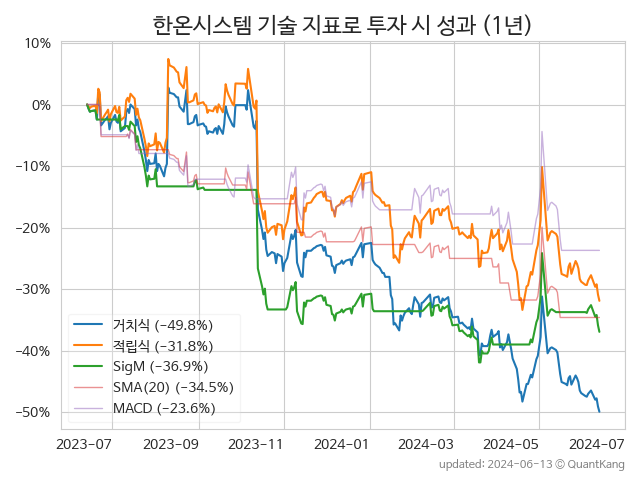 한온시스템 기술 지표로 투자 시 성과 (1년)
10%
0%
−10%
−20%
−30%
−40%
−50%
거치식 (−49.8%)
적립식 (−31.8%)
SigM (−36.9%)
SMA(20) (−34.5%)
MACD (−23.6%)
2023−07 2023−09 2023−11 2024−01 2024−03 2024−05 2024−07
updated: 2024−06−13 ⓒ QuantKang